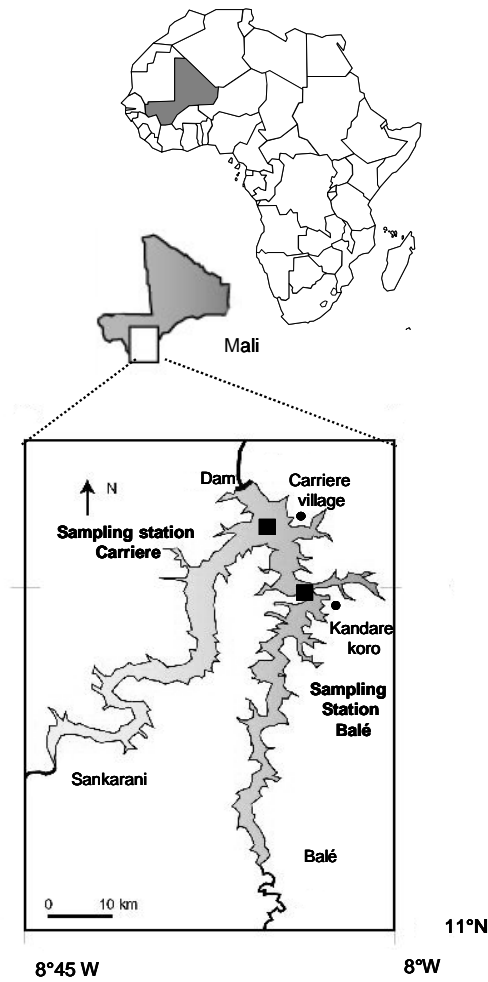 Mali
Dam
N
Carriere
village
Sampling station
Carriere
Kandare
koro
Sampling
Station
Balé
Sankarani
Balé
0 10 km
11°N
8°45 W
8°W